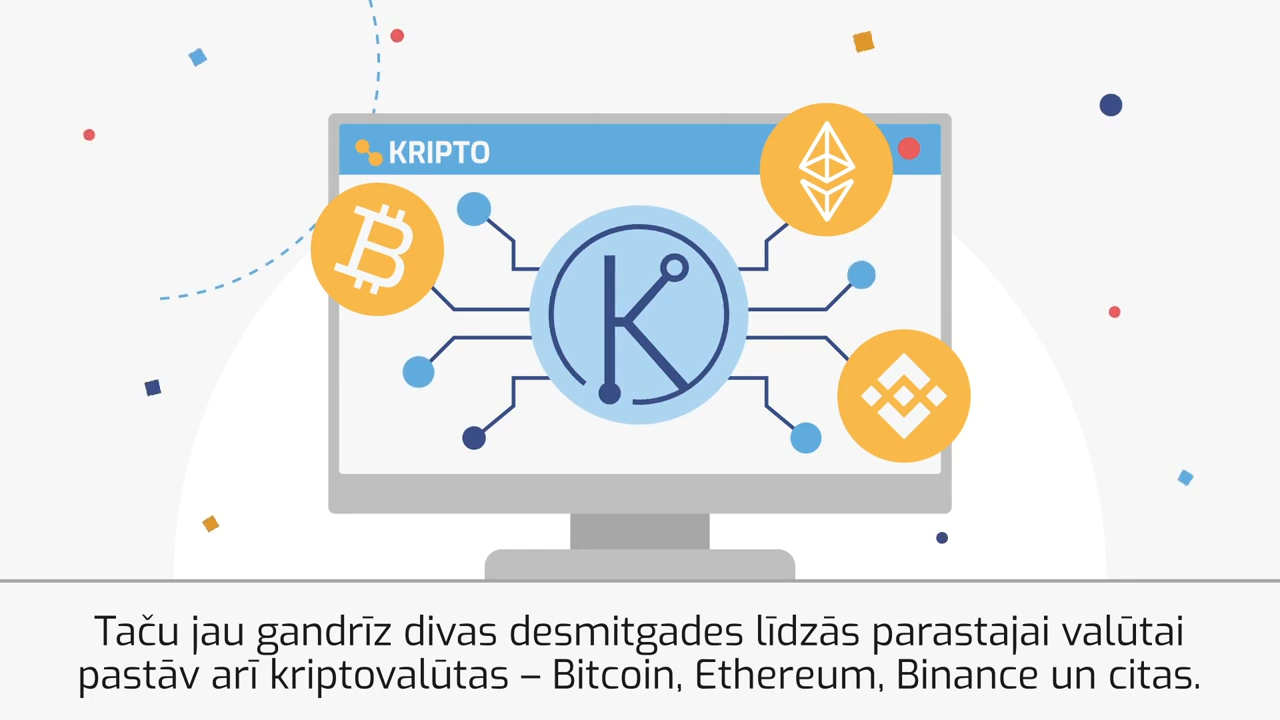 KRIPTO
Taču jau gandrīz divas desmitgades līdzās parastajai valūtai
pastāv arī kriptovalūtas – Bitcoin, Ethereum, Binance un citas.